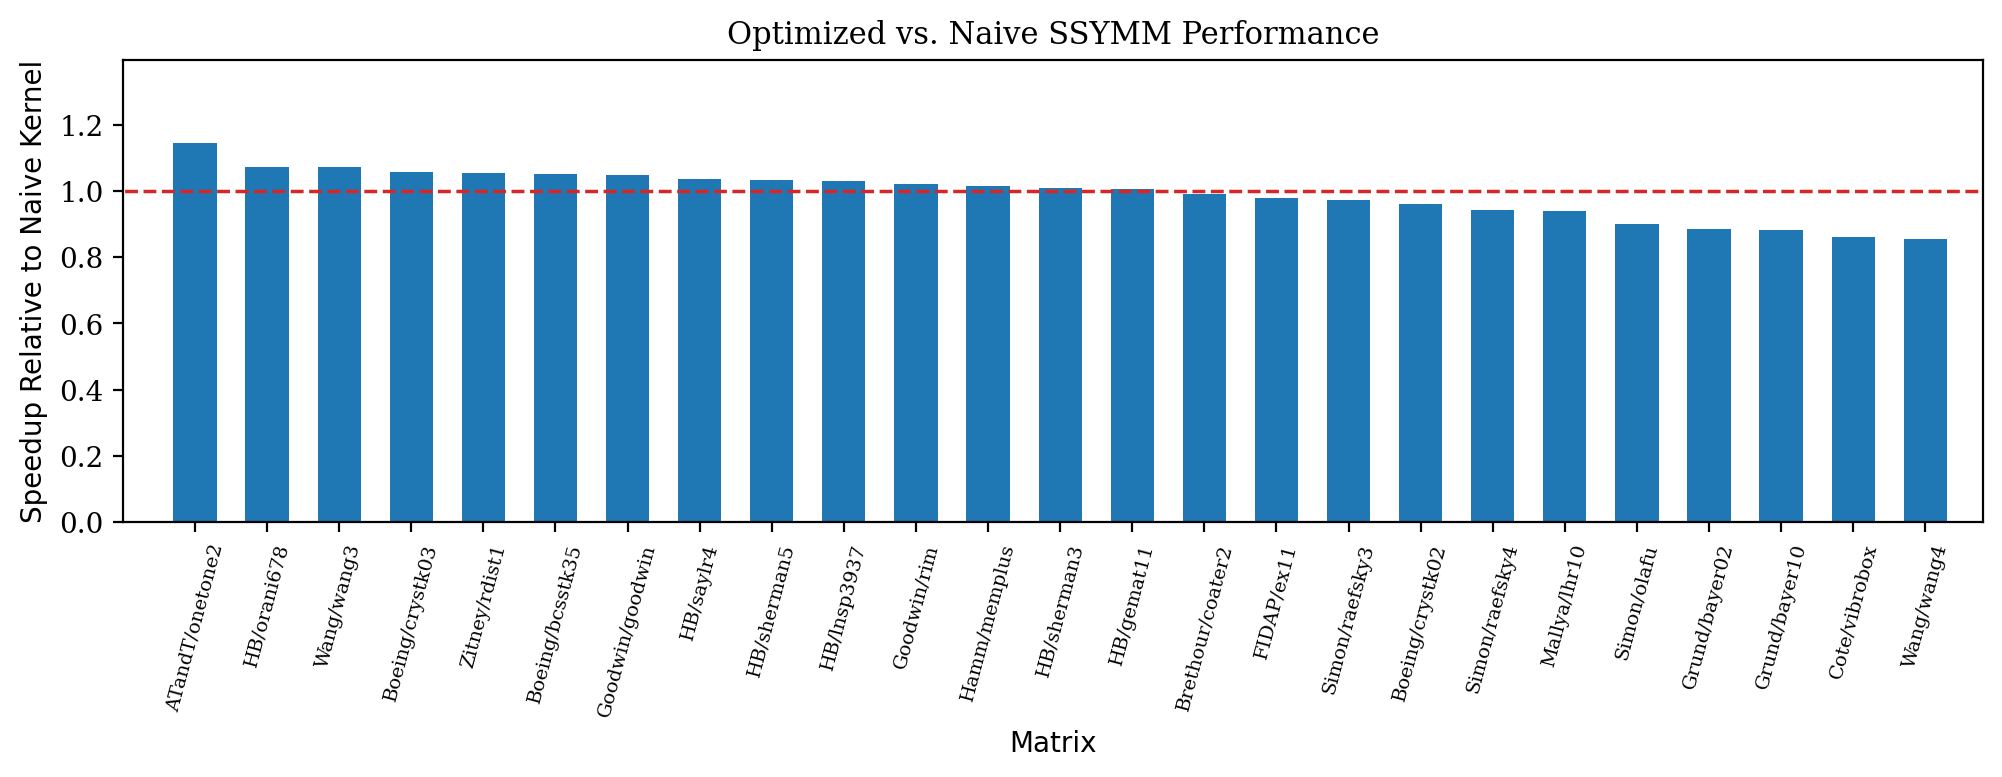 Optimized vs. Naive SSYMM Performance
Speedup Relative to Naive Kernel
1.2
1.0
0.8
0.6
0.4
0.2
0.0
ATandT/onetone2
HB/orani678
Wang/wang3
Boeing/crystk03
Zitney/rdist1
Boeing/bcsstk35
Goodwin/goodwin
HB/saylr4
HB/sherman5
HB/lnsp3937
Goodwin/rim
Hamm/memplus
HB/sherman3
HB/gemat11
Brethour/coater2
FIDAP/ex11
Simon/raefsky3
Boeing/crystk02
Simon/raefsky4
Mallya/lhr10
Simon/olafu
Grund/bayer02
Grund/bayer10
Cote/vibrobox
Wang/wang4
Matrix